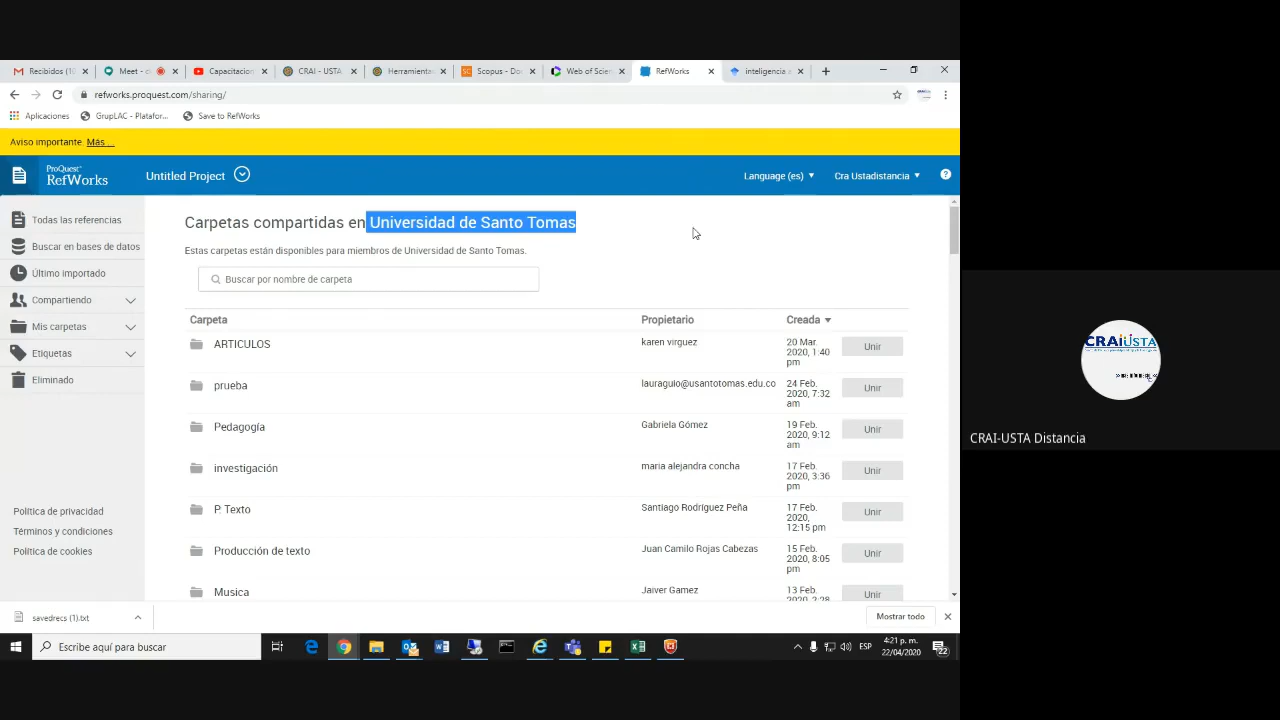 Recibidos (1
Meet -
Capacitacion
CRAI - USTA
Herramienta
Scopus - Do
Web of Scien
RefWorks
inteligencia a
refworks.proquest.com/sharing/
Aplicaciones
GrupLAC - Platafor...
Save to RefWorks
Aviso importante. Más ...
ProQuest
RefWorks
Untitled Project
Language (es)
Cra Ustadistancia
Todas las referencias
Buscar en bases de datos
Último importado
Compartiendo
Mis carpetas
Etiquetas
Eliminado
Política de privacidad
Términos y condiciones
Política de cookies
Carpetas compartidas en Universidad de Santo Tomas
Estas carpetas están disponibles para miembros de Universidad de Santo Tomas.
Buscar por nombre de carpeta
Carpeta Propietario Creada
ARTICULOS karen virguez 20 Mar. 2020, 1:40 pm Unir
prueba lauraguio@usantotomas.edu.co 24 Feb. 2020, 7:32 am Unir
Pedagogía Gabriela Gómez 19 Feb. 2020, 9:12 am Unir
investigación maria alejandra concha 17 Feb. 2020, 3:36 pm Unir
P. Texto Santiago Rodríguez Peña 17 Feb. 2020, 12:15 pm Unir
Producción de texto Juan Camilo Rojas Cabezas 15 Feb. 2020, 8:05 pm Unir
Musica Jaiver Gamez 13 Feb. 2020, 2:28 Unir
savedrecs (1).txt
Mostrar todo
Escribe aquí para buscar
ESP
4:21 p. m.
22/04/2020
22
CRAIUSTA
CRAI-USTA Distancia